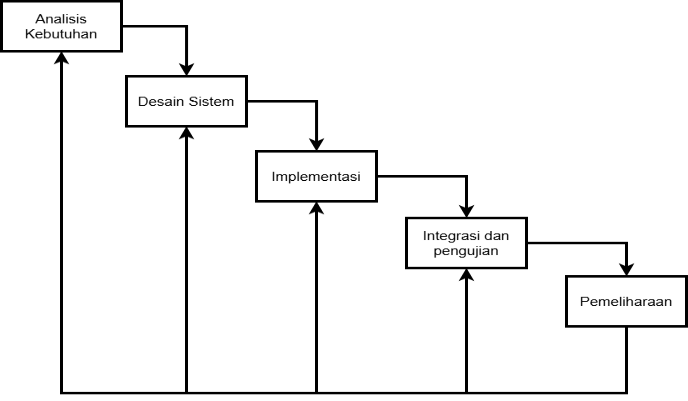 Analisis
Kebutuhan
Desain Sistem
Implementasi
Integrasi dan
pengujian
Pemeliharaan